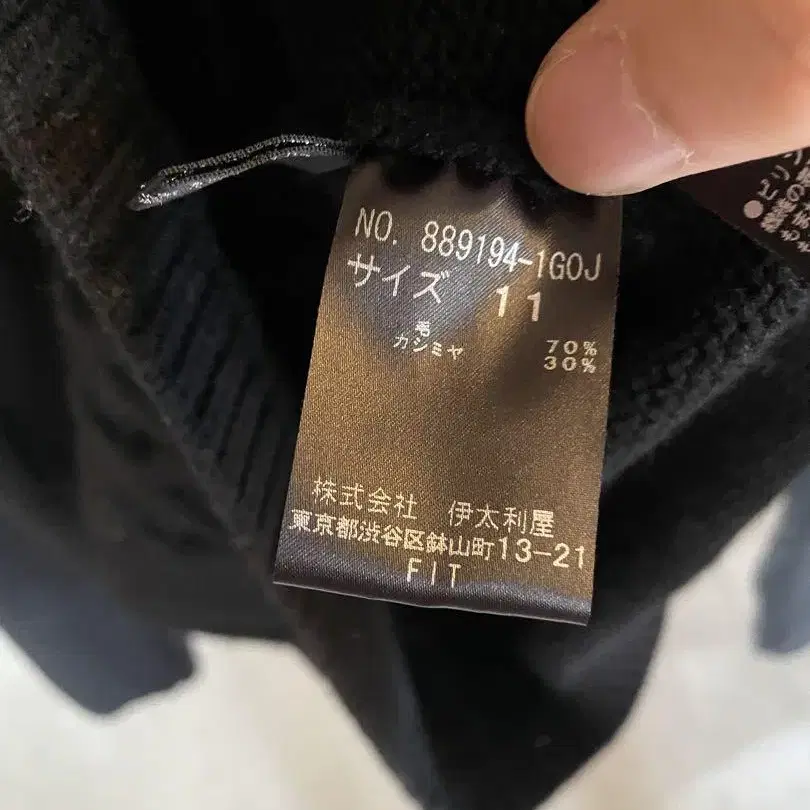 NO. 889194-1GOJ
サイズ 11
毛 70%
カシミヤ 30%
株式会社 伊太利屋
東京都渋谷区鉢山町13-21
FIT